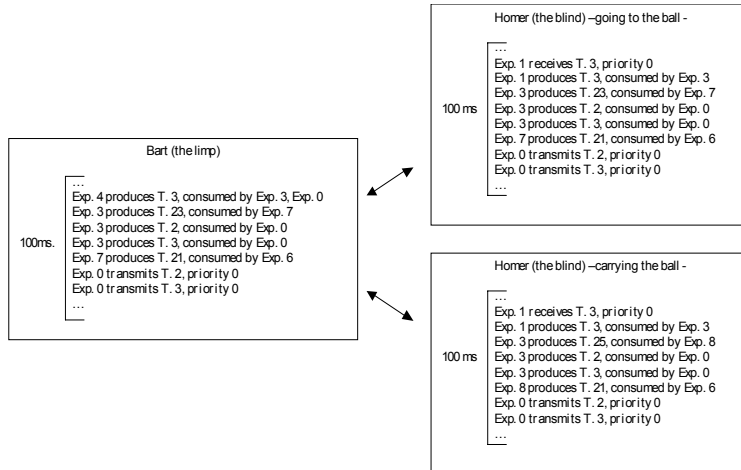 Bart (the limp)
100ms.
…
Exp. 4 produces T. 3, consumed by Exp. 3, Exp. 0
Exp. 3 produces T. 23, consumed by Exp. 7
Exp. 3 produces T. 2, consumed by Exp. 0
Exp. 3 produces T. 3, consumed by Exp. 0
Exp. 7 produces T. 21, consumed by Exp. 6
Exp. 0 transmits T. 2, priority 0
Exp. 0 transmits T. 3, priority 0
…
Homer (the blind) –going to the ball -
100 ms
…
Exp. 1 receives T. 3, priority 0
Exp. 1 produces T. 3, consumed by Exp. 3
Exp. 3 produces T. 23, consumed by Exp. 7
Exp. 3 produces T. 2, consumed by Exp. 0
Exp. 3 produces T. 3, consumed by Exp. 0
Exp. 7 produces T. 21, consumed by Exp. 6
Exp. 0 transmits T. 2, priority 0
Exp. 0 transmits T. 3, priority 0
…
Homer (the blind) –carrying the ball -
100 ms
…
Exp. 1 receives T. 3, priority 0
Exp. 1 produces T. 3, consumed by Exp. 3
Exp. 3 produces T. 25, consumed by Exp. 8
Exp. 3 produces T. 2, consumed by Exp. 0
Exp. 3 produces T. 3, consumed by Exp. 0
Exp. 8 produces T. 21, consumed by Exp. 6
Exp. 0 transmits T. 2, priority 0
Exp. 0 transmits T. 3, priority 0
…